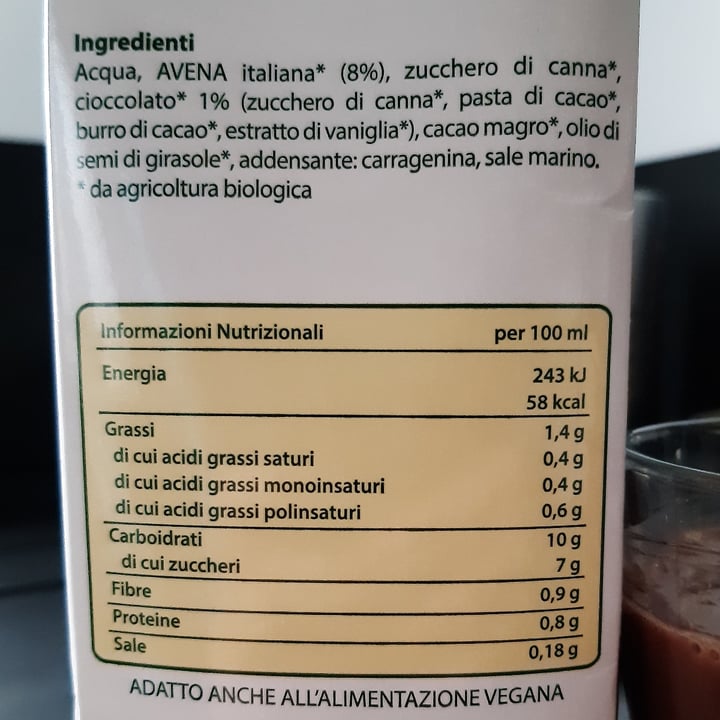 Ingredienti
Acqua, AVENA italiana* (8%), zucchero di canna*,
cioccolato* 1% (zucchero di canna*, pasta di cacao*,
burro di cacao*, estratto di vaniglia*), cacao magro*, olio di
semi di girasole*, addensante: carragenina, sale marino.
* da agricoltura biologica
Informazioni Nutrizionali per 100 ml
Energia 243 kJ
58 kcal
Grassi 1,4 g
di cui acidi grassi saturi 0,4 g
di cui acidi grassi monoinsaturi 0,4 g
di cui acidi grassi polinsaturi 0,6 g
Carboidrati 10 g
di cui zuccheri 7 g
Fibre 0,9 g
Proteine 0,8 g
Sale 0,18 g
ADATTO ANCHE ALL'ALIMENTAZIONE VEGANA